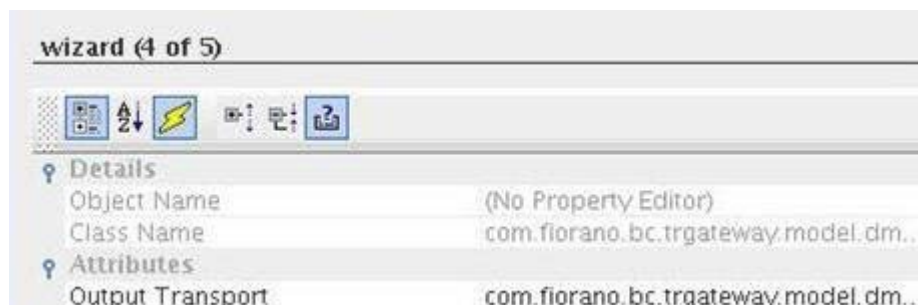 wizard (4 of 5)
Details
Object Name (No Property Editor)
Class Name com.fiorano.bc.trgateway.model.dm...
Attributes
Output Transport com.fiorano.bc.trgateway.model.dm...